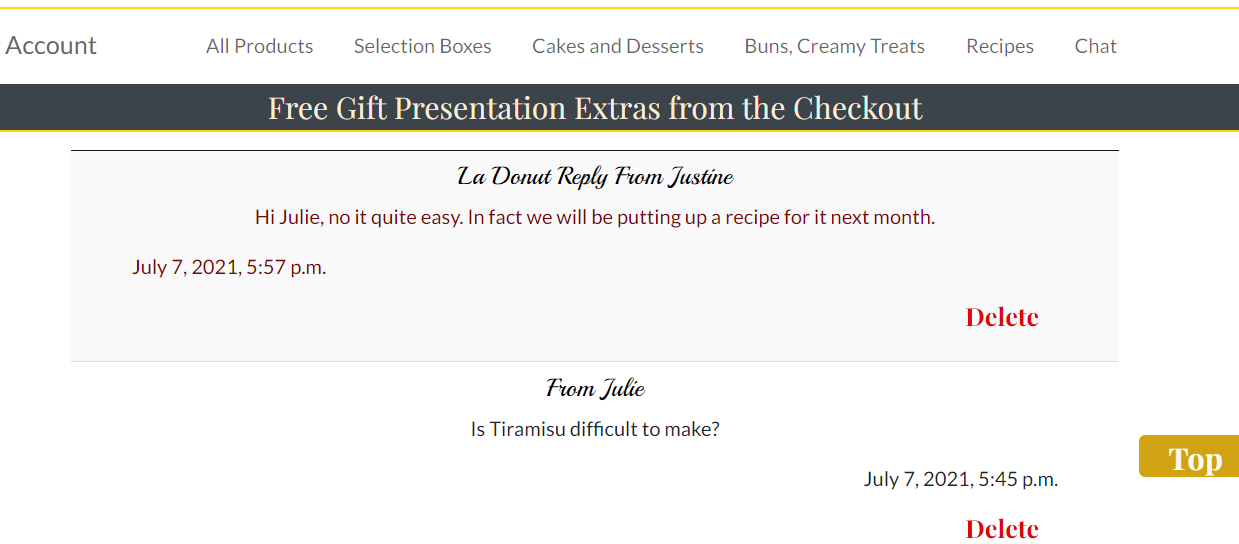 Account All Products Selection Boxes Cakes and Desserts Buns, Creamy Treats Recipes Chat
Free Gift Presentation Extras from the Checkout
La Donut Reply From Justine
Hi Julie, no it quite easy. In fact we will be putting up a recipe for it next month.
July 7, 2021, 5:57 p.m.
Delete
From Julie
Is Tiramisu difficult to make?
Top
July 7, 2021, 5:45 p.m.
Delete